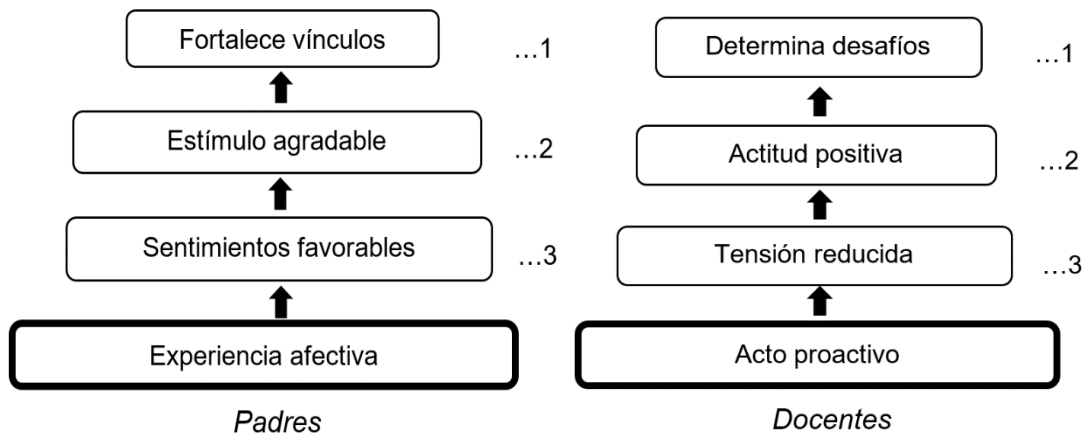 Fortalece vínculos
…1
Estímulo agradable
…2
Sentimientos favorables
…3
Experiencia afectiva
Padres
Determina desafíos
…1
Actitud positiva
…2
Tensión reducida
…3
Acto proactivo
Docentes